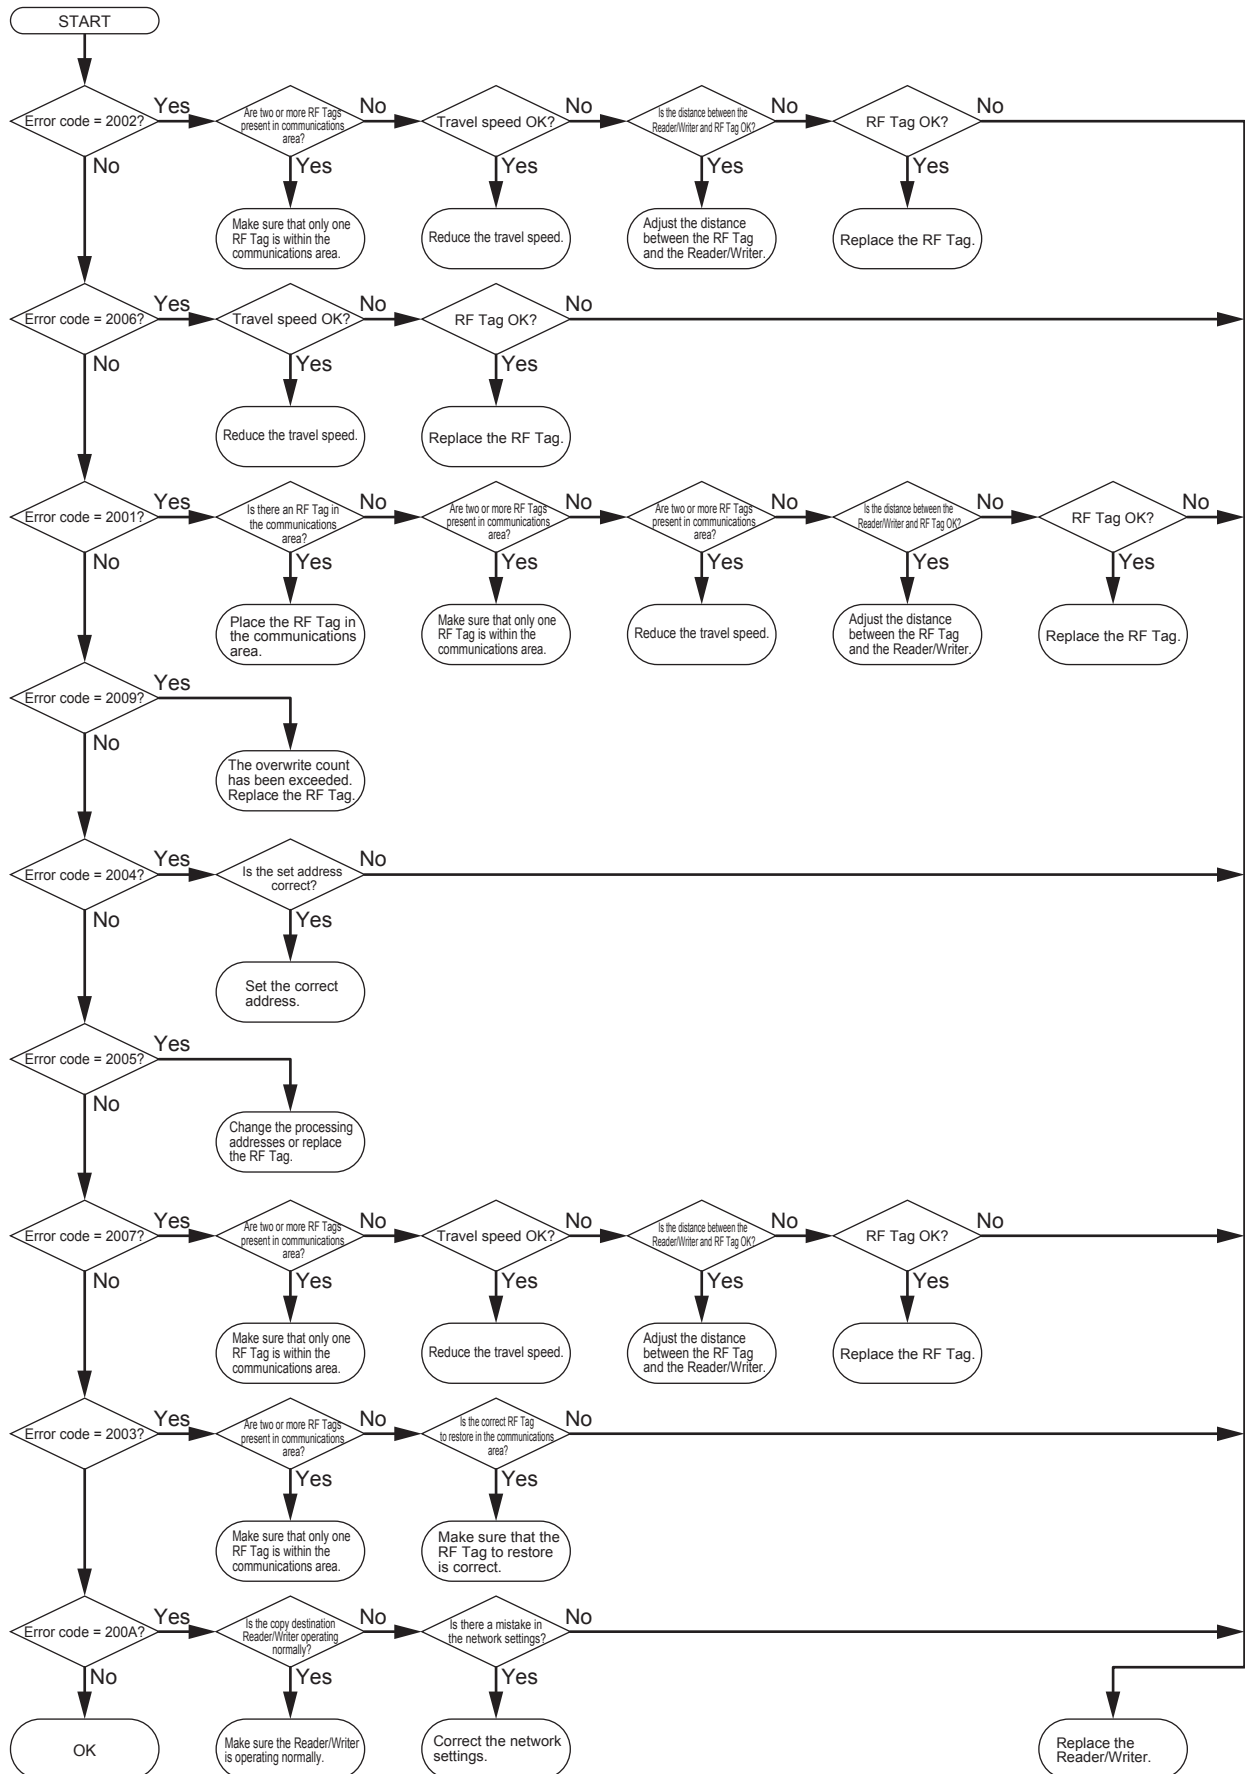 START
Error code = 2002?
Yes
No
Are two or more RF Tags
present in communications
area?
No
Yes
Travel speed OK?
No
Yes
Is the distance between the
Reader/Writer and RF Tag OK?
No
Yes
RF Tag OK?
No
Yes
Make sure that only one
RF Tag is within the
communications area.
Reduce the travel speed.
Adjust the distance
between the RF Tag
and the Reader/Writer.
Replace the RF Tag.
Error code = 2006?
Yes
No
Travel speed OK?
No
Yes
RF Tag OK?
No
Yes
Reduce the travel speed.
Replace the RF Tag.
Error code = 2001?
Yes
No
Is there an RF Tag in
the communications
area?
No
Yes
Are two or more RF Tags
present in communications
area?
No
Yes
Are two or more RF Tags
present in communications
area?
No
Yes
Is the distance between the
Reader/Writer and RF Tag OK?
No
Yes
RF Tag OK?
No
Yes
Place the RF Tag in
the communications
area.
Make sure that only one
RF Tag is within the
communications area.
Reduce the travel speed.
Adjust the distance
between the RF Tag
and the Reader/Writer.
Replace the RF Tag.
Error code = 2009?
Yes
No
The overwrite count
has been exceeded.
Replace the RF Tag.
Error code = 2004?
Yes
No
Is the set address
correct?
No
Yes
Set the correct
address.
Error code = 2005?
Yes
No
Change the processing
addresses or replace
the RF Tag.
Error code = 2007?
Yes
No
Are two or more RF Tags
present in communications
area?
No
Yes
Travel speed OK?
No
Yes
Is the distance between the
Reader/Writer and RF Tag OK?
No
Yes
RF Tag OK?
No
Yes
Make sure that only one
RF Tag is within the
communications area.
Reduce the travel speed.
Adjust the distance
between the RF Tag
and the Reader/Writer.
Replace the RF Tag.
Error code = 2003?
Yes
Are two or more RF Tags
present in communications
area?
No
Yes
Is the correct RF Tag
to restore in the communications
area?
No
Yes
Make sure that only one
RF Tag is within the
communications area.
Make sure that the
RF Tag to restore
is correct.
Error code = 200A?
Yes
No
Is the copy destination
Reader/Writer operating
normally?
No
Yes
Is there a mistake in
the network settings?
No
Yes
OK
Make sure the Reader/Writer
is operating normally.
Correct the network
settings.
Replace the
Reader/Writer.